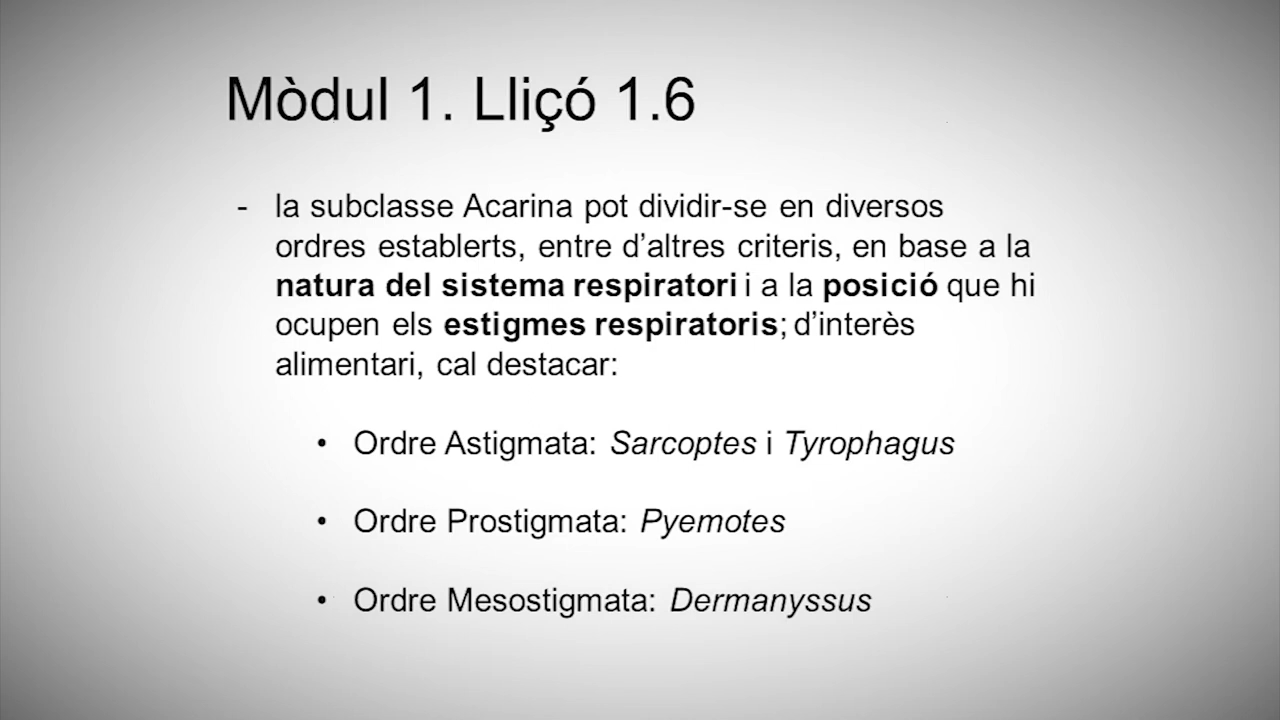 Mòdul 1. Lliçó 1.6
- la subclasse Acarina pot dividir-se en diversos
ordres establerts, entre d’altres criteris, en base a la
natura del sistema respiratori i a la posició que hi
ocupen els estigmes respiratoris; d’interès
alimentari, cal destacar:
• Ordre Astigmata: Sarcoptes i Tyrophagus
• Ordre Prostigmata: Pyemotes
• Ordre Mesostigmata: Dermanyssus